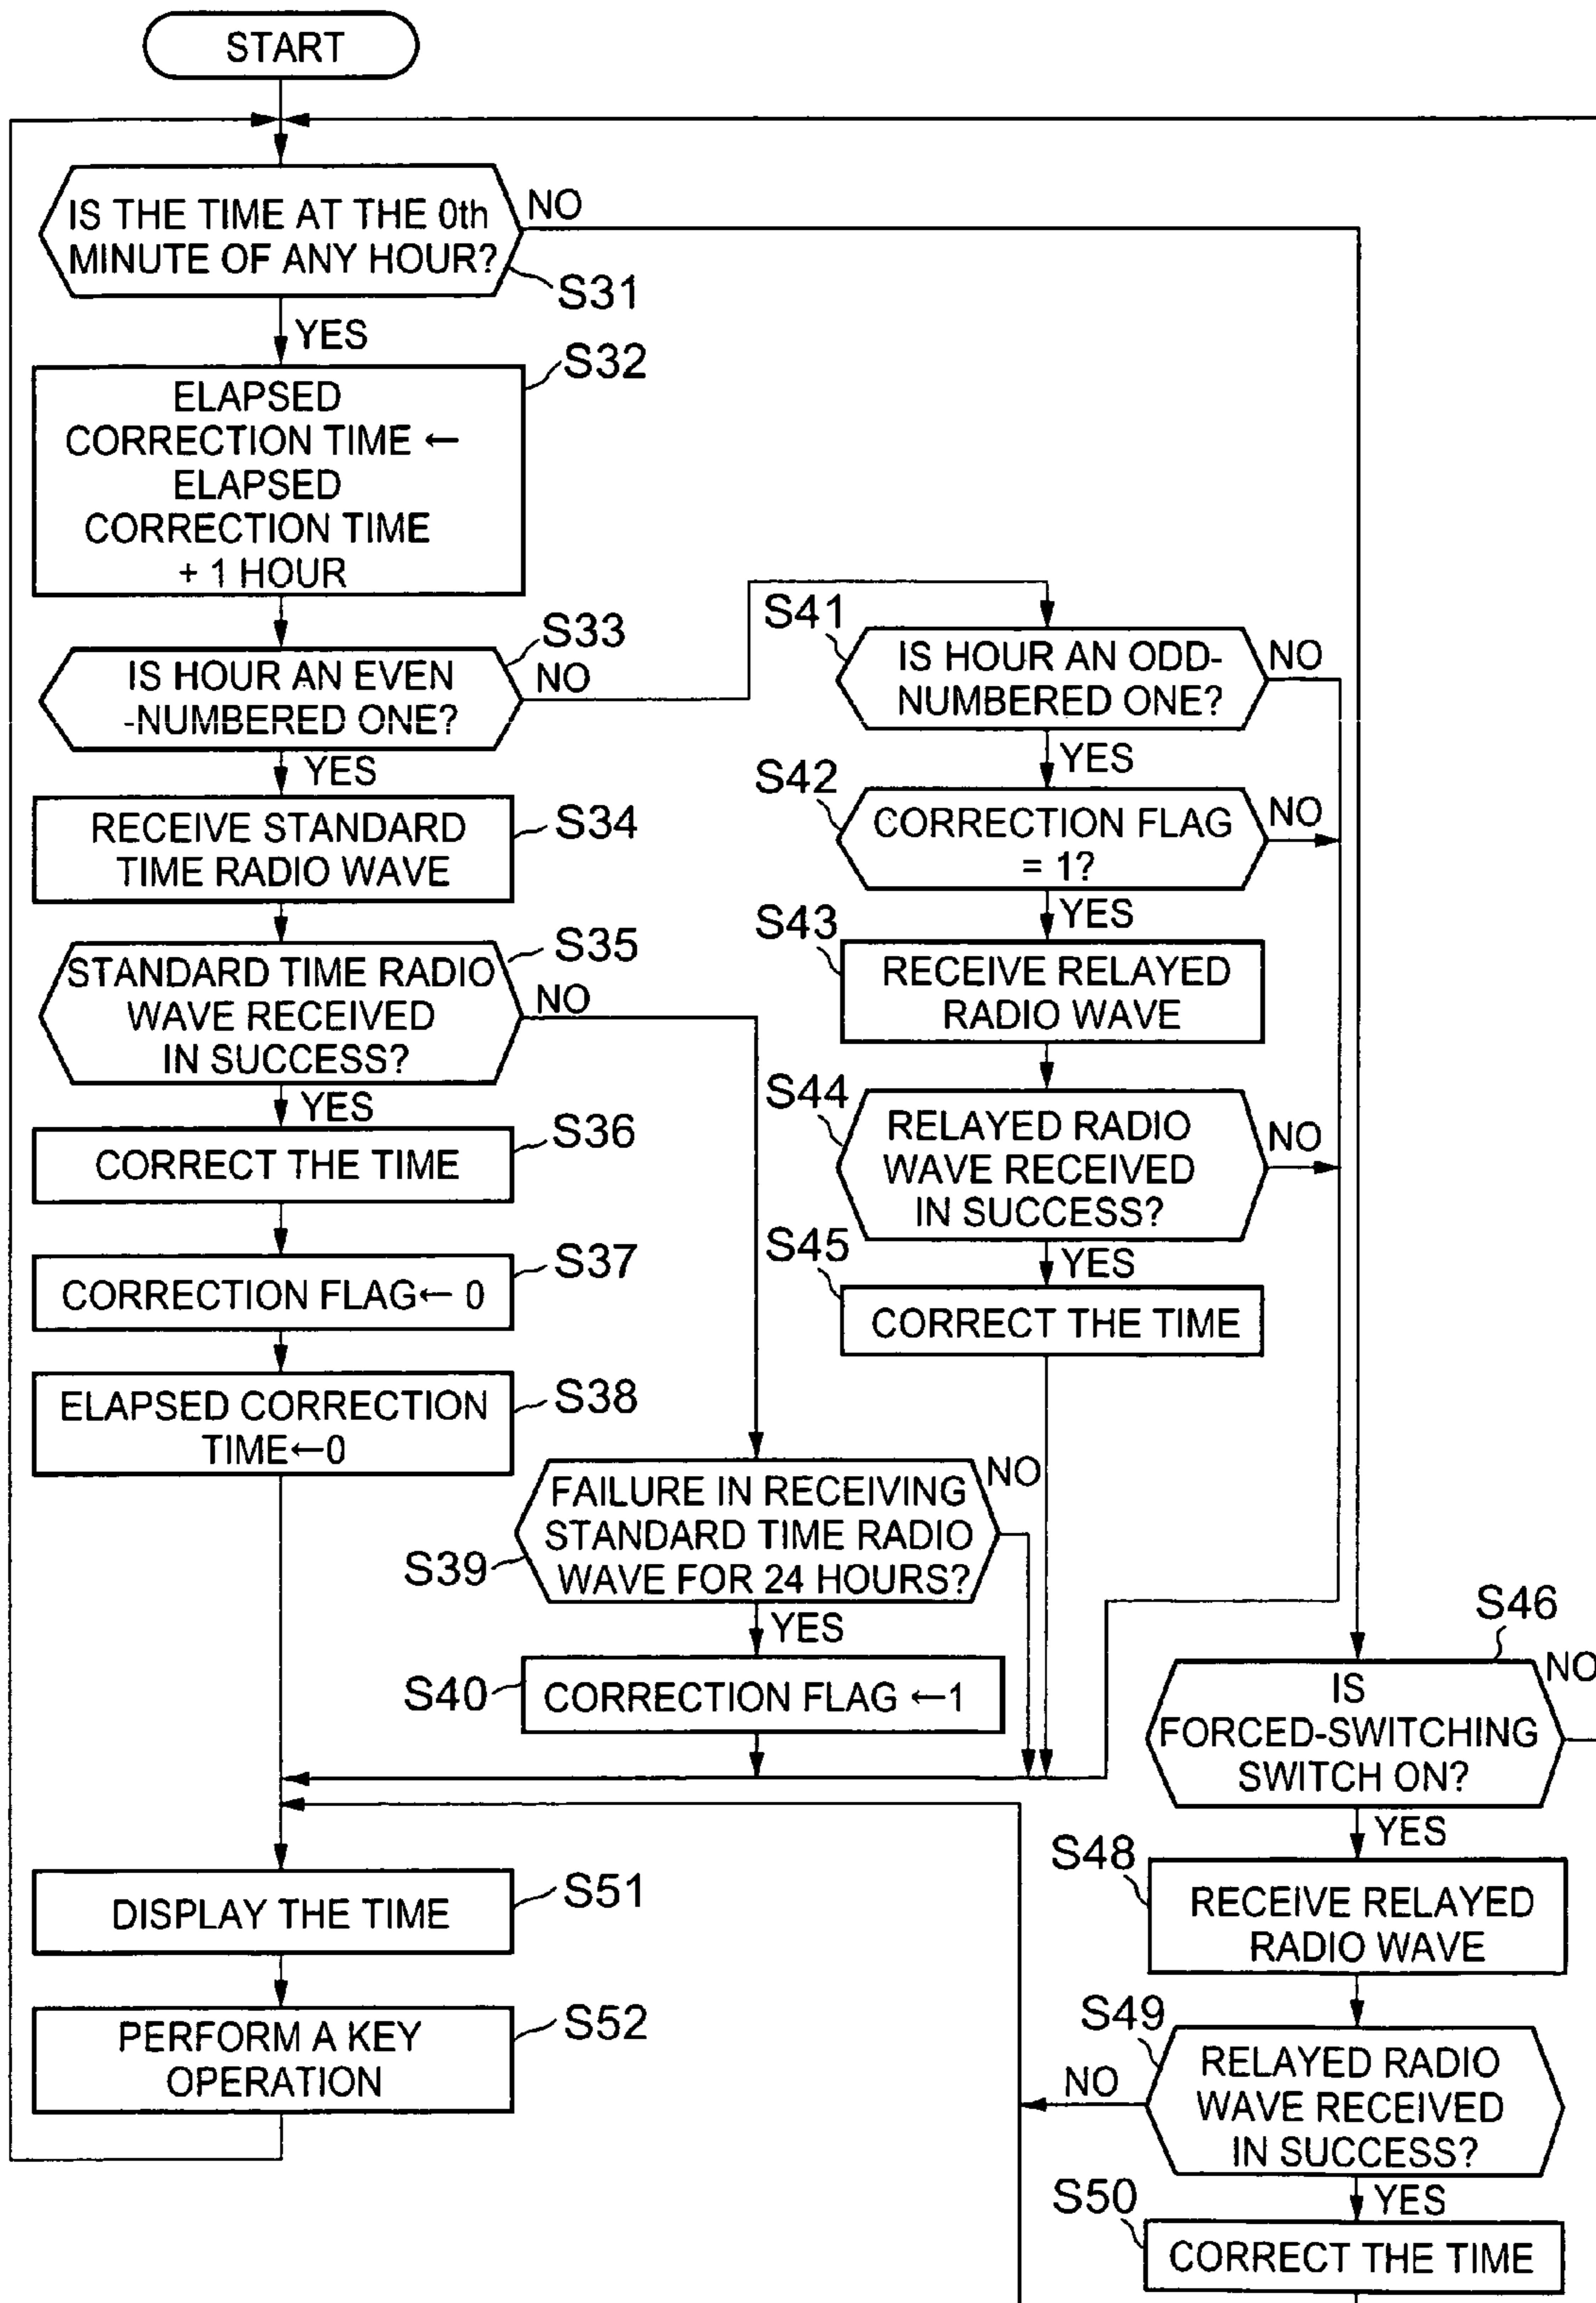 START
IS THE TIME AT THE 0th
MINUTE OF ANY HOUR?
NO
S31
YES
S32
ELAPSED
CORRECTION TIME ←
ELAPSED
CORRECTION TIME
+ 1 HOUR
S33
IS HOUR AN EVEN
-NUMBERED ONE?
NO
YES
RECEIVE STANDARD
TIME RADIO WAVE
S34
STANDARD TIME RADIO
WAVE RECEIVED
IN SUCCESS?
S35
NO
YES
CORRECT THE TIME
S36
CORRECTION FLAG← 0
S37
ELAPSED CORRECTION
TIME←0
S38
FAILURE IN RECEIVING
STANDARD TIME RADIO
WAVE FOR 24 HOURS?
NO
S39
YES
S40
CORRECTION FLAG ←1
S41
IS HOUR AN ODD-
NUMBERED ONE?
NO
YES
S42
CORRECTION FLAG
= 1?
NO
YES
S43
RECEIVE RELAYED
RADIO WAVE
S44
RELAYED RADIO
WAVE RECEIVED
IN SUCCESS?
NO
YES
S45
CORRECT THE TIME
S46
IS
FORCED-SWITCHING
SWITCH ON?
NO
YES
S48
RECEIVE RELAYED
RADIO WAVE
S49
RELAYED RADIO
WAVE RECEIVED
IN SUCCESS?
NO
YES
S50
CORRECT THE TIME
DISPLAY THE TIME
S51
PERFORM A KEY
OPERATION
S52